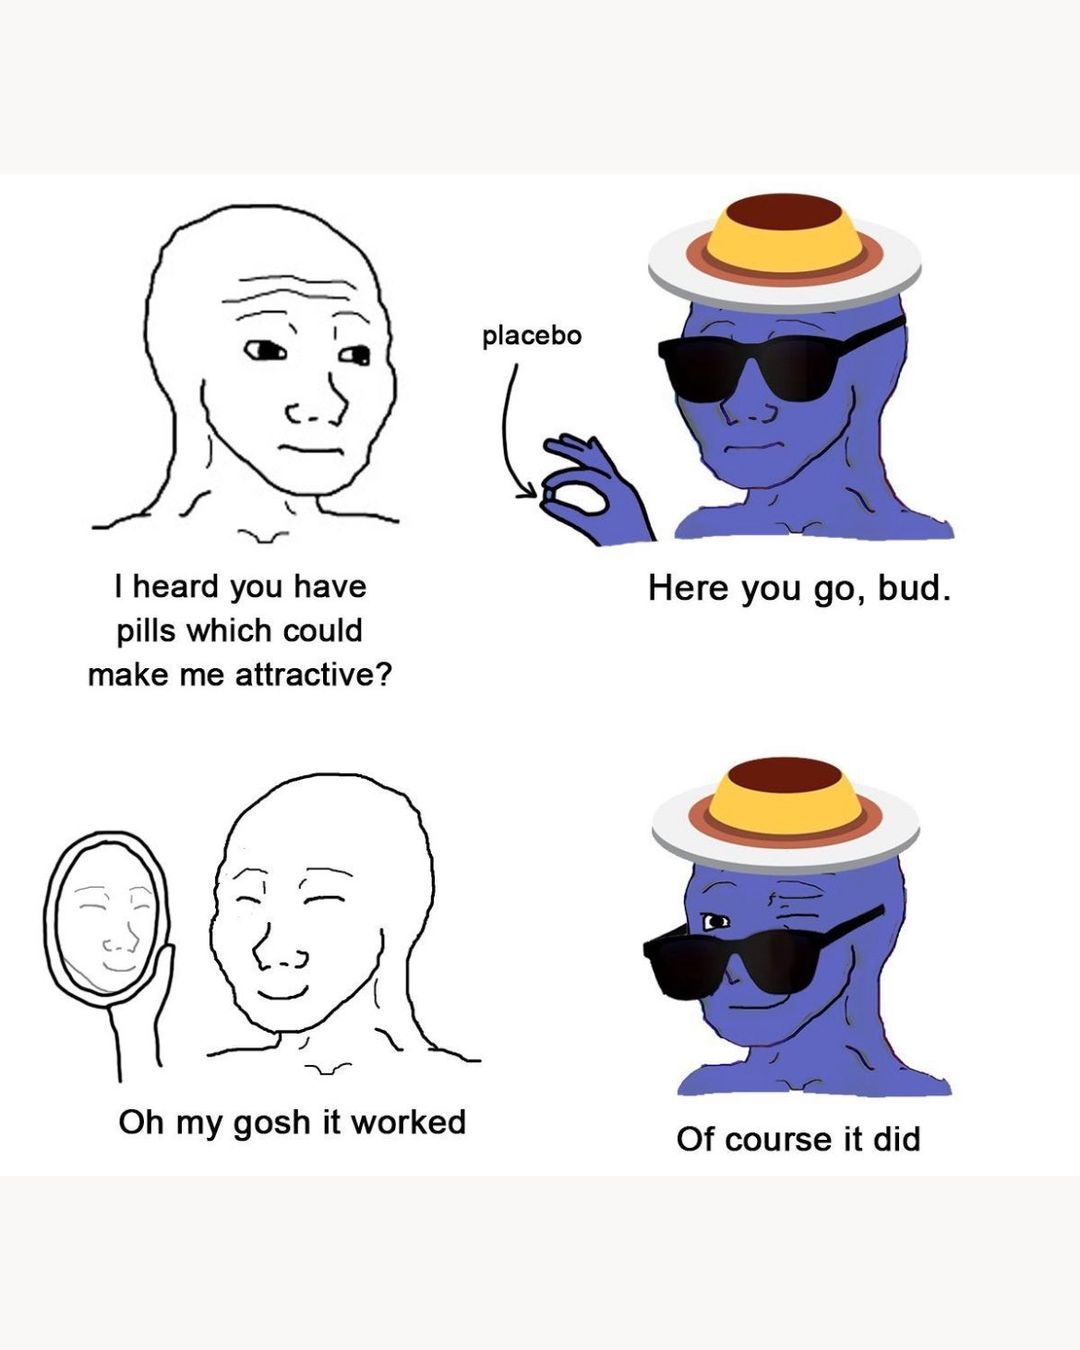 placebo
I heard you have
pills which could
make me attractive?
Here you go, bud.
Oh my gosh it worked
Of course it did